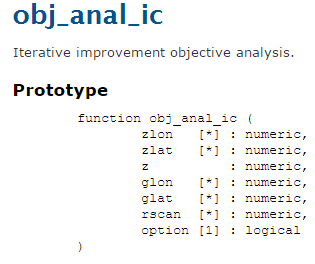 obj_anal_ic
Iterative improvement objective analysis.
Prototype
function obj_anal_ic (
zlon [*] : numeric,
zlat [*] : numeric,
z : numeric,
glon [*] : numeric,
glat [*] : numeric,
rscan [*] : numeric,
option [1] : logical
)